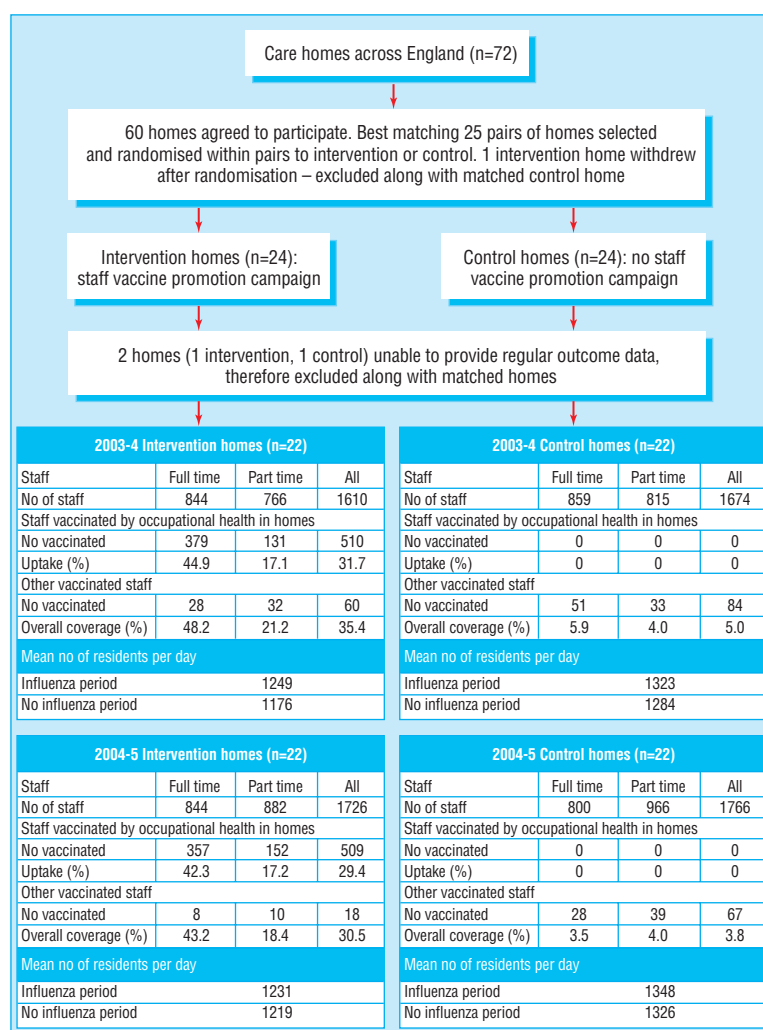 Care homes across England (n=72)
60 homes agreed to participate. Best matching 25 pairs of homes selected
and randomised within pairs to intervention or control. 1 intervention home withdrew
after randomisation – excluded along with matched control home
Intervention homes (n=24):
staff vaccine promotion campaign
Control homes (n=24): no staff
vaccine promotion campaign
2 homes (1 intervention, 1 control) unable to provide regular outcome data,
therefore excluded along with matched homes
2003-4 Intervention homes (n=22)
Staff Full time Part time All
No of staff 844 766 1610
Staff vaccinated by occupational health in homes
No vaccinated 379 131 510
Uptake (%) 44.9 17.1 31.7
Other vaccinated staff
No vaccinated 28 32 60
Overall coverage (%) 48.2 21.2 35.4
Mean no of residents per day
Influenza period 1249
No influenza period 1176
2003-4 Control homes (n=22)
Staff Full time Part time All
No of staff 859 815 1674
Staff vaccinated by occupational health in homes
No vaccinated 0 0 0
Uptake (%) 0 0 0
Other vaccinated staff
No vaccinated 51 33 84
Overall coverage (%) 5.9 4.0 5.0
Mean no of residents per day
Influenza period 1323
No influenza period 1284
2004-5 Intervention homes (n=22)
Staff Full time Part time All
No of staff 844 882 1726
Staff vaccinated by occupational health in homes
No vaccinated 357 152 509
Uptake (%) 42.3 17.2 29.4
Other vaccinated staff
No vaccinated 8 10 18
Overall coverage (%) 43.2 18.4 30.5
Mean no of residents per day
Influenza period 1231
No influenza period 1219
2004-5 Control homes (n=22)
Staff Full time Part time All
No of staff 800 966 1766
Staff vaccinated by occupational health in homes
No vaccinated 0 0 0
Uptake (%) 0 0 0
Other vaccinated staff
No vaccinated 28 39 67
Overall coverage (%) 3.5 4.0 3.8
Mean no of residents per day
Influenza period 1348
No influenza period 1326